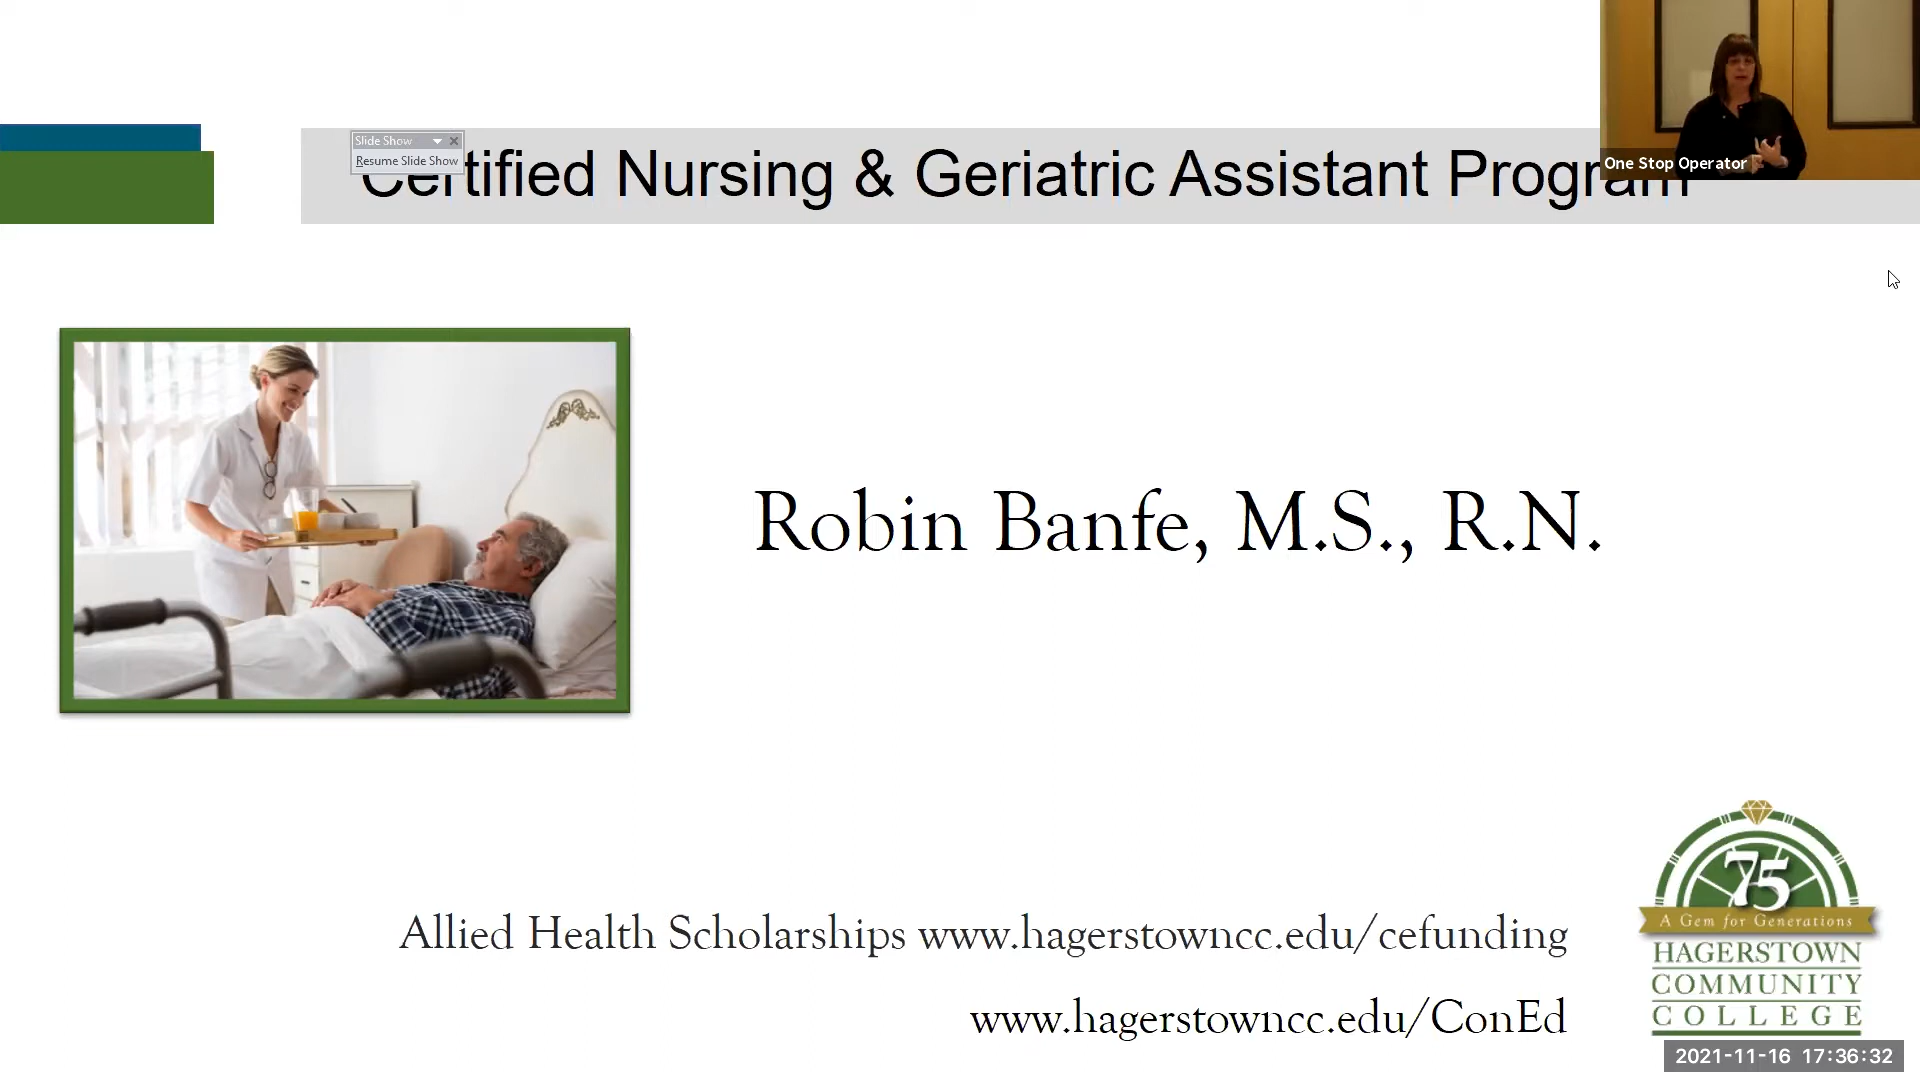 Slide Show
Resume Slide Show
Certified Nursing & Geriatric Assistant Program
One Stop Operator
Robin Banfe, M.S., R.N.
Allied Health Scholarships www.hagerstowncc.edu/cefunding
www.hagerstowncc.edu/ConEd
75
A Gem for Generations
HAGERSTOWN
COMMUNITY
COLLEGE
2021-11-16 17:36:32